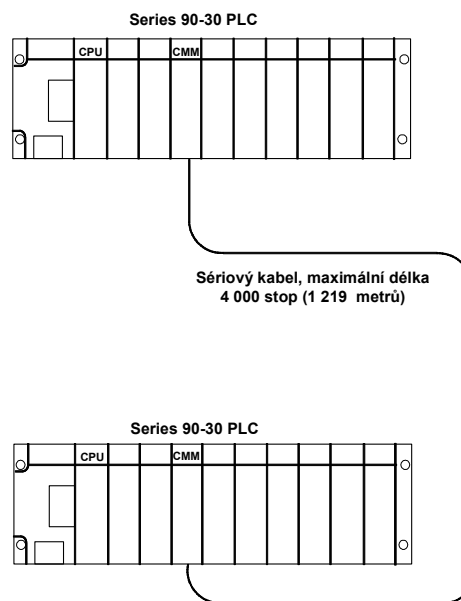 Series 90-30 PLC
CPU CMM
Sériový kabel, maximální délka
4 000 stop (1 219 metrů)
Series 90-30 PLC
CPU CMM